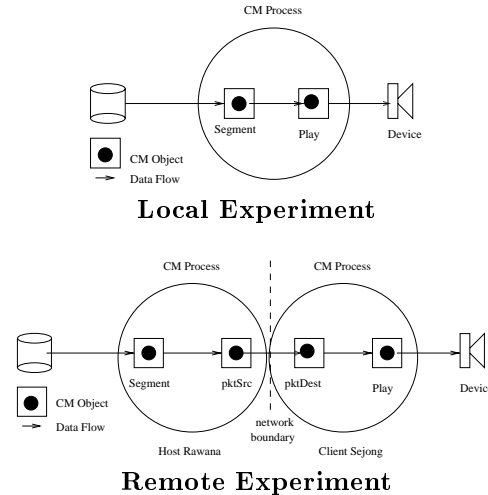 CM Process
Segment
Play
Device
CM Object
Data Flow
Local Experiment
CM Process
CM Process
Segment
pktSrc
pktDest
Play
Devic
CM Object
Data Flow
network
boundary
Host Rawana
Client Sejong
Remote Experiment